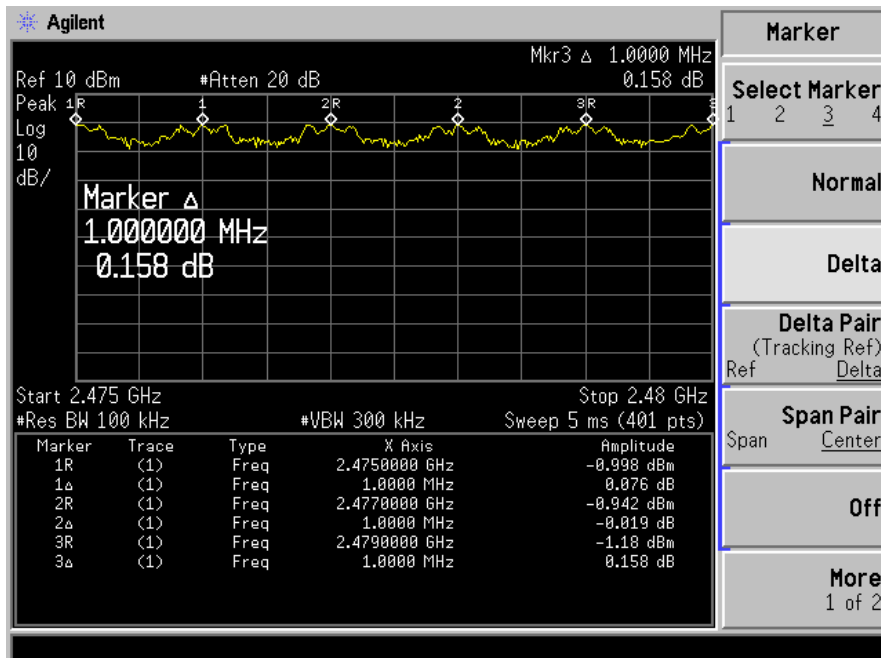 Agilent
Marker
Mkr3 Δ 1.0000 MHz
Ref 10 dBm #Atten 20 dB 0.158 dB
Peak
Log
10
dB/
1R 1 2R 2 3R 3
Marker Δ
1.000000 MHz
0.158 dB
Start 2.475 GHz Stop 2.48 GHz
#Res BW 100 kHz #VBW 300 kHz Sweep 5 ms (401 pts)
Marker Trace Type X Axis Amplitude
1R (1) Freq 2.4750000 GHz -0.998 dBm
1Δ (1) Freq 1.0000 MHz 0.076 dB
2R (1) Freq 2.4770000 GHz -0.942 dBm
2Δ (1) Freq 1.0000 MHz -0.019 dB
3R (1) Freq 2.4790000 GHz -1.18 dBm
3Δ (1) Freq 1.0000 MHz 0.158 dB
Select Marker
1 2 3 4
Normal
Delta
Delta Pair
(Tracking Ref)
Ref Delta
Span Pair
Span Center
Off
More
1 of 2